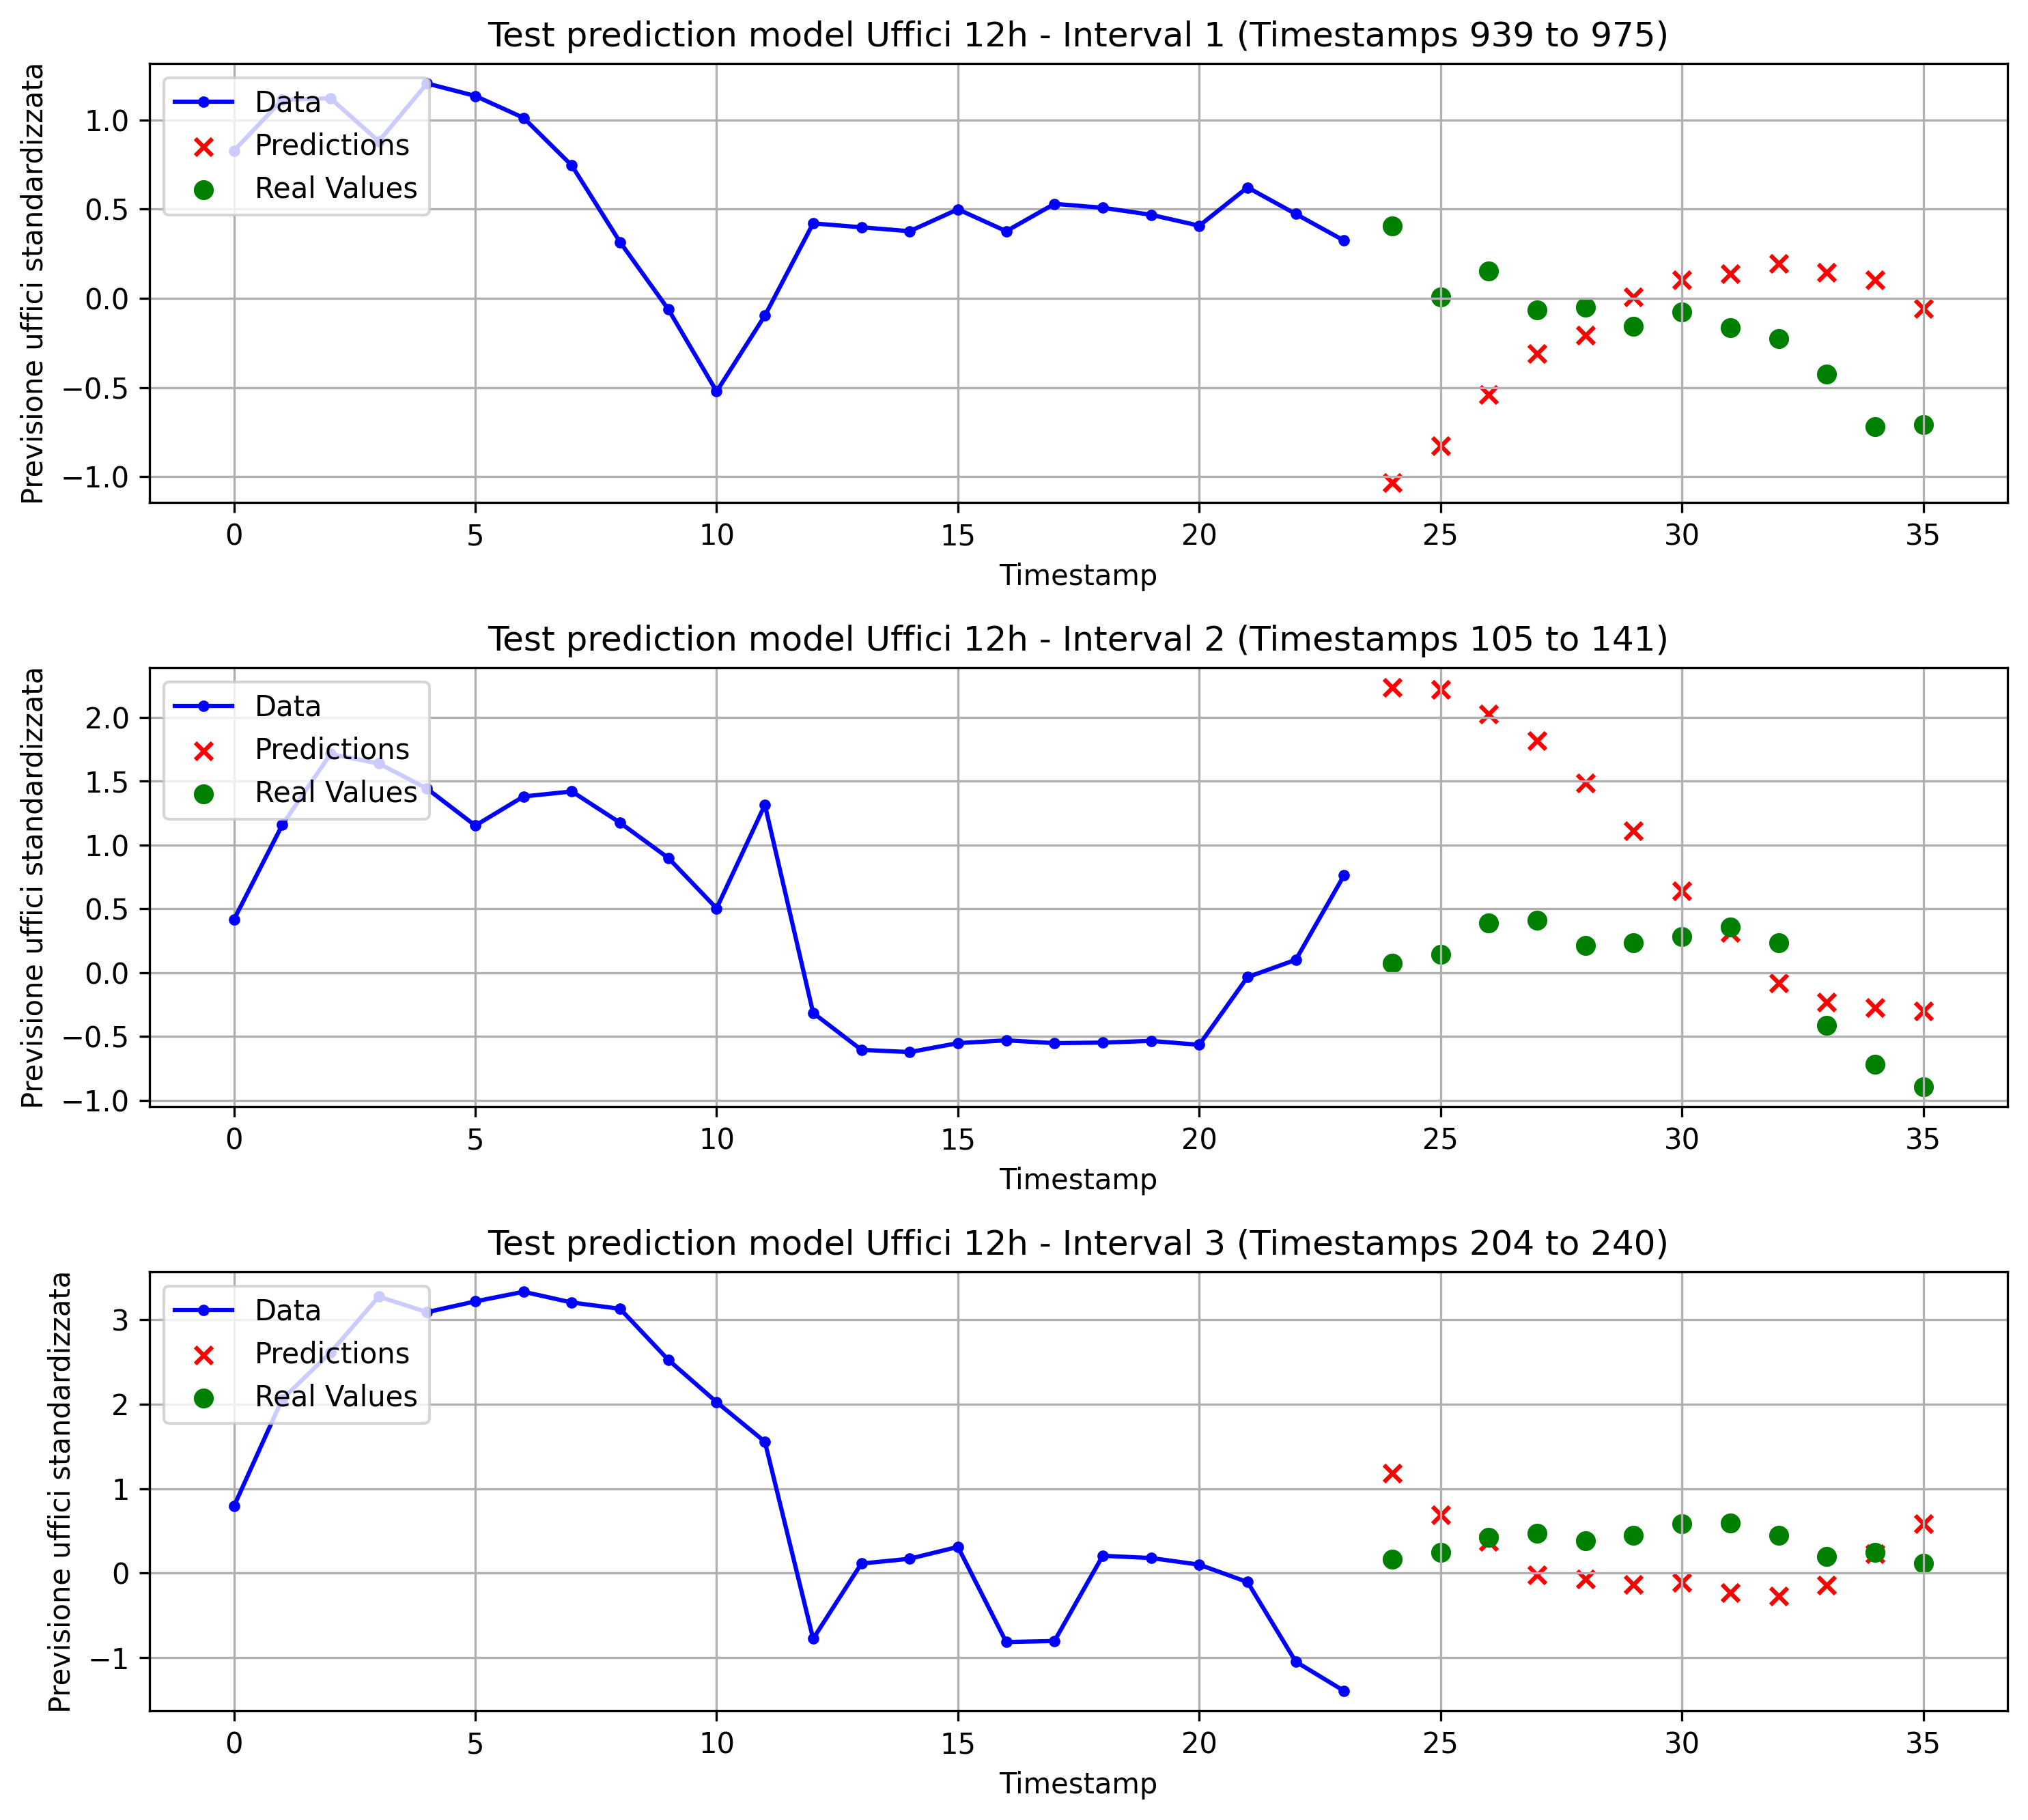 Test prediction model Uffici 12h - Interval 1 (Timestamps 939 to 975)
Previsione uffici standardizzata
1.0
0.5
0.0
−0.5
−1.0
Data
Predictions
Real Values
0 5 10 15 20 25 30 35
Timestamp
Test prediction model Uffici 12h - Interval 2 (Timestamps 105 to 141)
Previsione uffici standardizzata
2.0
1.5
1.0
0.5
0.0
−0.5
−1.0
Data
Predictions
Real Values
0 5 10 15 20 25 30 35
Timestamp
Test prediction model Uffici 12h - Interval 3 (Timestamps 204 to 240)
Previsione uffici standardizzata
3
2
1
0
−1
Data
Predictions
Real Values
0 5 10 15 20 25 30 35
Timestamp